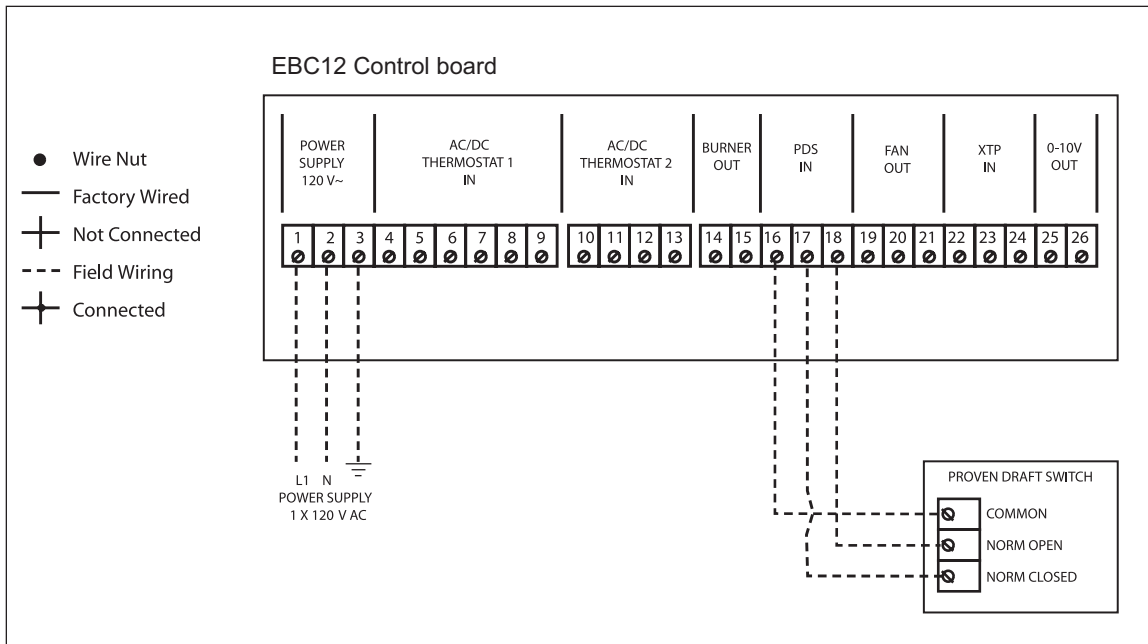 EBC12 Control board
Wire Nut
Factory Wired
Not Connected
Field Wiring
Connected
POWER
SUPPLY
120 V~
AC/DC
THERMOSTAT 1
IN
AC/DC
THERMOSTAT 2
IN
BURNER
OUT
PDS
IN
FAN
OUT
XTP
IN
0-10V
OUT
1 2 3 4 5 6 7 8 9 10 11 12 13 14 15 16 17 18 19 20 21 22 23 24 25 26
L1 N
POWER SUPPLY
1 X 120 V AC
PROVEN DRAFT SWITCH
COMMON
NORM OPEN
NORM CLOSED